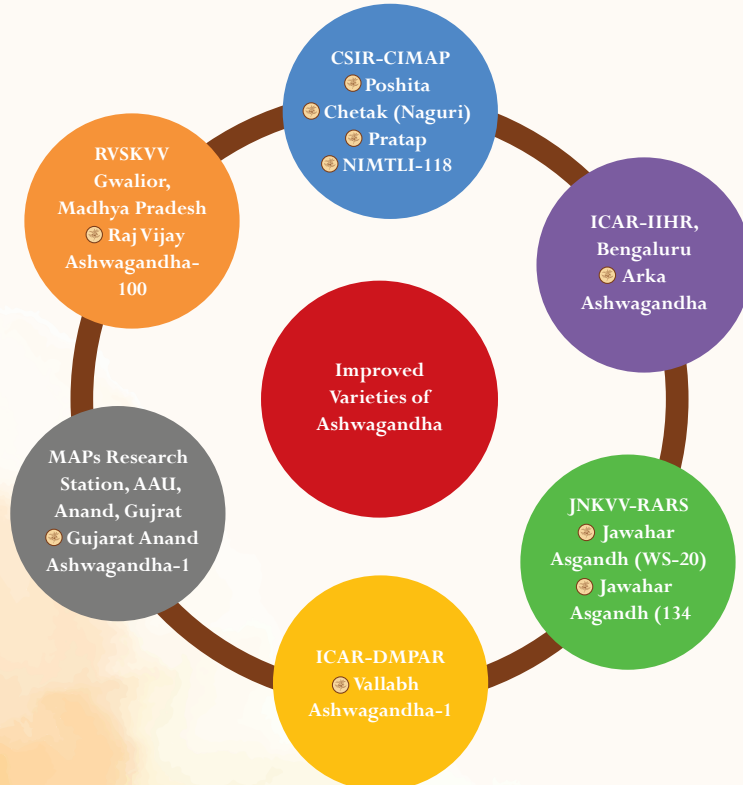 CSIR-CIMAP
Poshita
Chetak (Naguri)
Pratap
NIMTLI-118
RVSKVV
Gwalior,
Madhya Pradesh
Raj Vijay
Ashwagandha-
100
ICAR-IIHR,
Bengaluru
Arka
Ashwagandha
Improved
Varieties of
Ashwagandha
MAPs Research
Station, AAU,
Anand, Gujrat
Gujarat Anand
Ashwagandha-1
JNKVV-RARS
Jawahar
Asgandh (WS-20)
Jawahar
Asgandh (134
ICAR-DMPAR
Vallabh
Ashwagandha-1